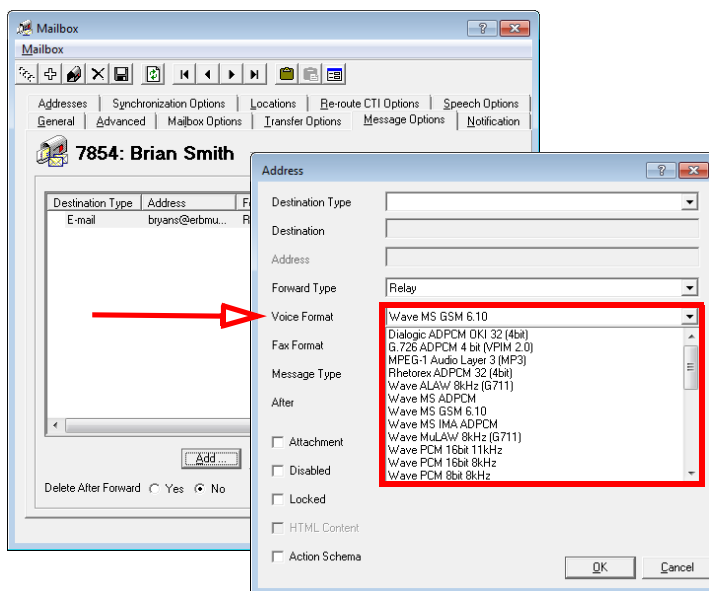 Mailbox
Mailbox
Addresses Synchronization Options Locations Re-route CTI Options Speech Options
General Advanced Mailbox Options Transfer Options Message Options Notification
7854: Brian Smith
Destination Type Address
E-mail bryans@erbmu...
Address
Destination Type
Destination
Address
Forward Type Relay
Voice Format Wave MS GSM 6.10
Fax Format
Message Type
After
Dialogic ADPCM OKI 32 (4bit)
G.726 ADPCM 4 bit (VPIM 2.0)
MPEG-1 Audio Layer 3 (MP3)
Rhetorex ADPCM 32 (4bit)
Wave ALAW 8kHz (G711)
Wave MS ADPCM
Wave MS GSM 6.10
Wave MS IMA ADPCM
Wave MuLAW 8kHz (G711)
Wave PCM 16bit 11kHz
Wave PCM 16bit 8kHz
Wave PCM 8bit 8kHz
Attachment
Disabled
Locked
HTML Content
Action Schema
Add ...
Delete After Forward Yes No
OK Cancel